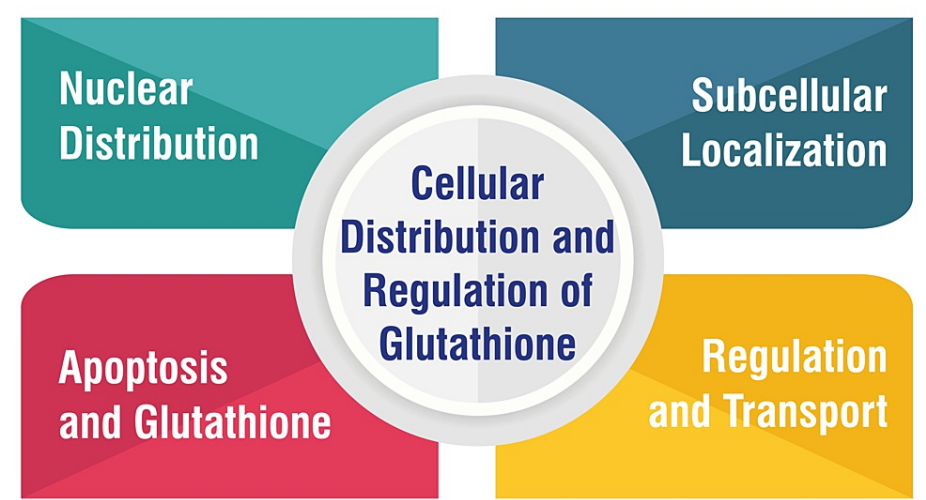 Nuclear
Distribution
Subcellular
Localization
Cellular
Distribution and
Regulation of
Glutathione
Apoptosis
and Glutathione
Regulation
and Transport